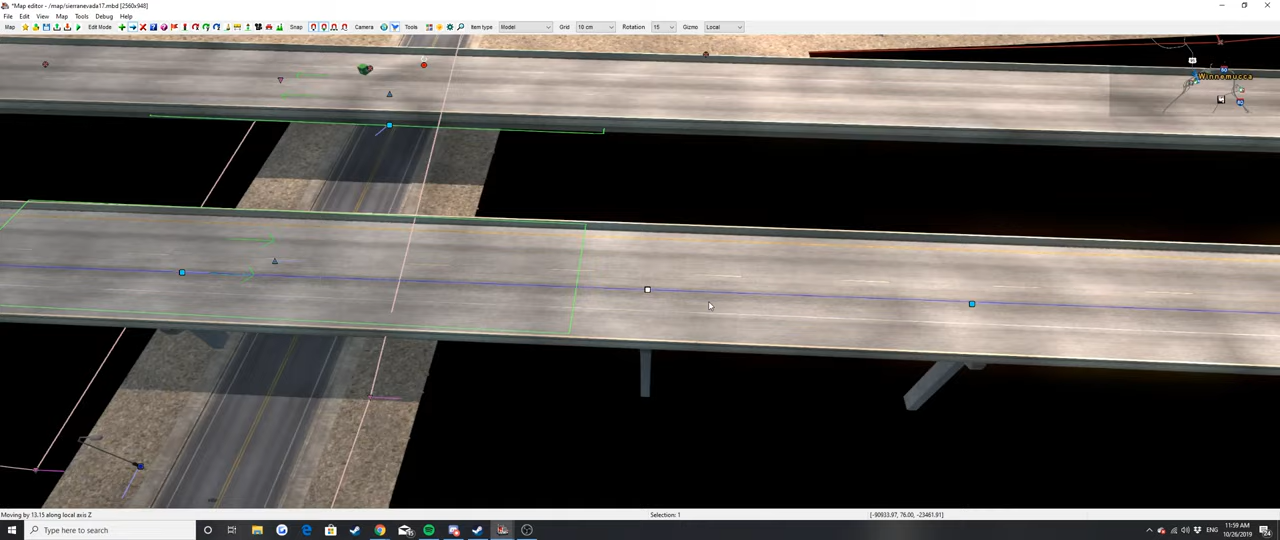 *Map editor - /map/sierranevada17.mbd [2560x948]
File Edit View Map Tools Debug Help
Map Edit Mode Snap Camera Tools Item type Model Grid 10 cm Rotation 15 Gizmo Local
Winnemucca
Moving by 13.15 along local axis Z Selection: 1 [-90933.97, 76.00, -23461.91]
Type here to search ENG 11:59 AM
10/26/2019
24